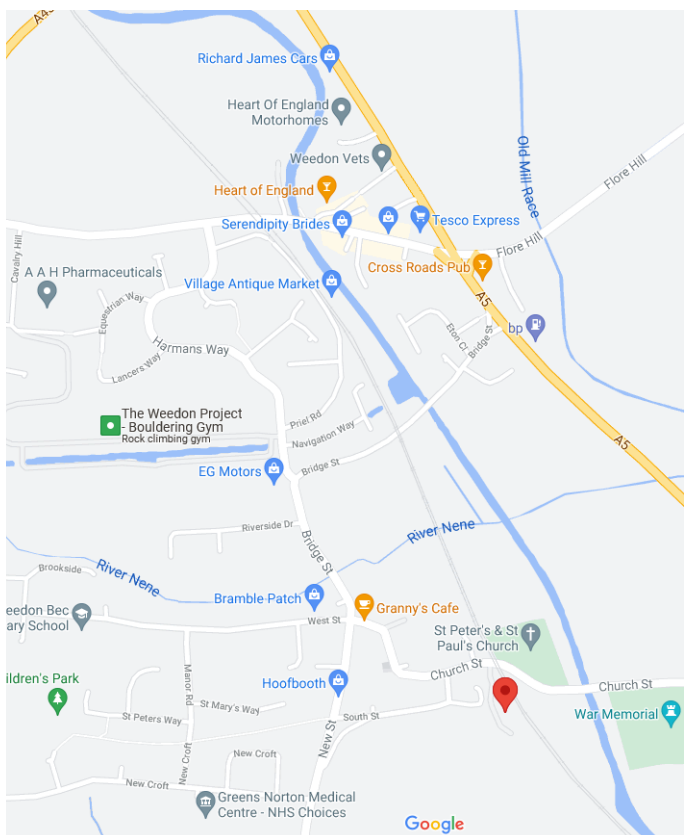 A45
Richard James Cars
Heart Of England
Motorhomes
Weedon Vets
Old Mill Race
Flore Hill
Heart of England
Serendipity Brides
Tesco Express
Flore Hill
Cavalry Hill
A A H Pharmaceuticals
Cross Roads Pub
Equestrian Way
Village Antique Market
A5
Eton Cl
Bridge St
bp
Harmans Way
Lancers Way
The Weedon Project
- Bouldering Gym
Rock climbing gym
Priel Rd
Navigation Way
A5
EG Motors
Bridge St
Riverside Dr
Bridge St
River Nene
Brookside
River Nene
Bramble Patch
Granny's Cafe
eedon Bec
ary School
West St
St Peter's & St
Paul's Church
Church St
Manor Rd
ildren's Park
Hoofbooth
Church St
St Mary's Way
St Peters Way
South St
War Memorial
New St
New Croft
New Croft
Greens Norton Medical
Centre - NHS Choices
Google